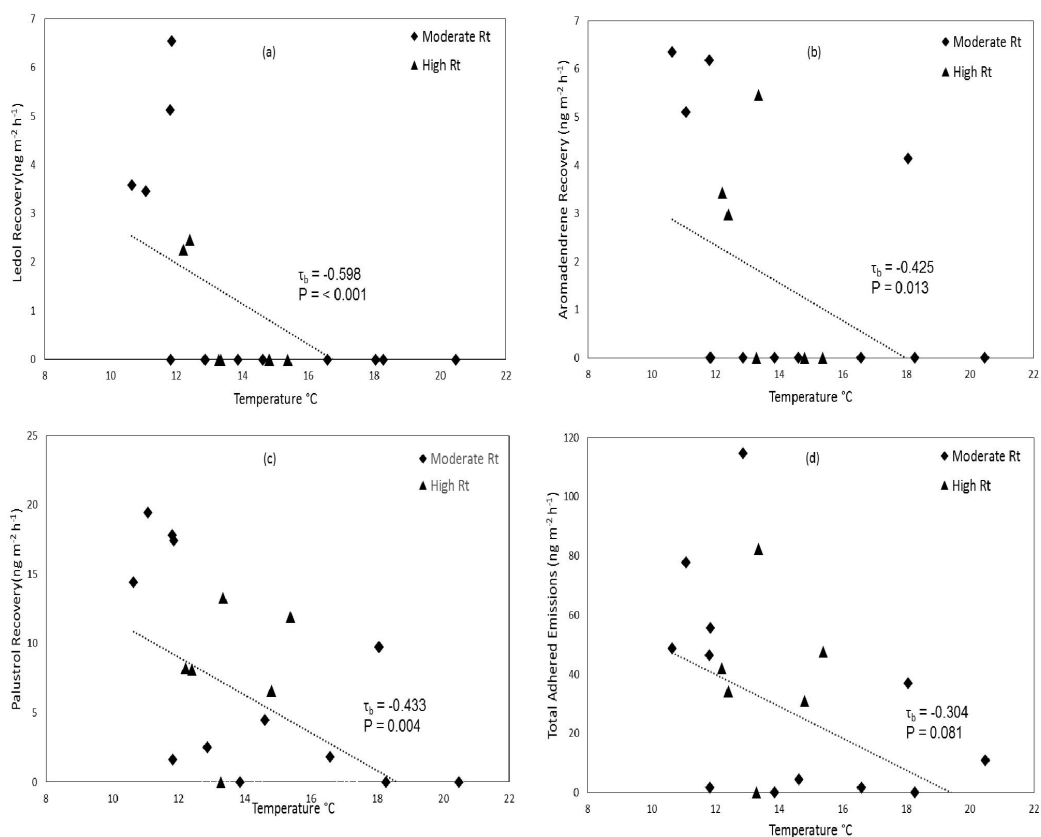 (a)
Moderate Rt
High Rt
Ledol Recovery(ng m⁻² h⁻¹)
7
6
5
4
3
2
1
0
τb = -0.598
P = < 0.001
8 10 12 14 16 18 20 22
Temperature °C
(b)
Moderate Rt
High Rt
Aromadendrene Recovery (ng m⁻² h⁻¹)
7
6
5
4
3
2
1
0
τb = -0.425
P = 0.013
8 10 12 14 16 18 20 22
Temperature °C
(c)
Moderate Rt
High Rt
Palustrol Recovery(ng m⁻² h⁻¹)
25
20
15
10
5
0
τb = -0.433
P = 0.004
8 10 12 14 16 18 20 22
Temperature °C
(d)
Moderate Rt
High Rt
Total Adhered Emissions (ng m⁻² h⁻¹)
120
100
80
60
40
20
0
τb = -0.304
P = 0.081
8 10 12 14 16 18 20 22
Temperature °C